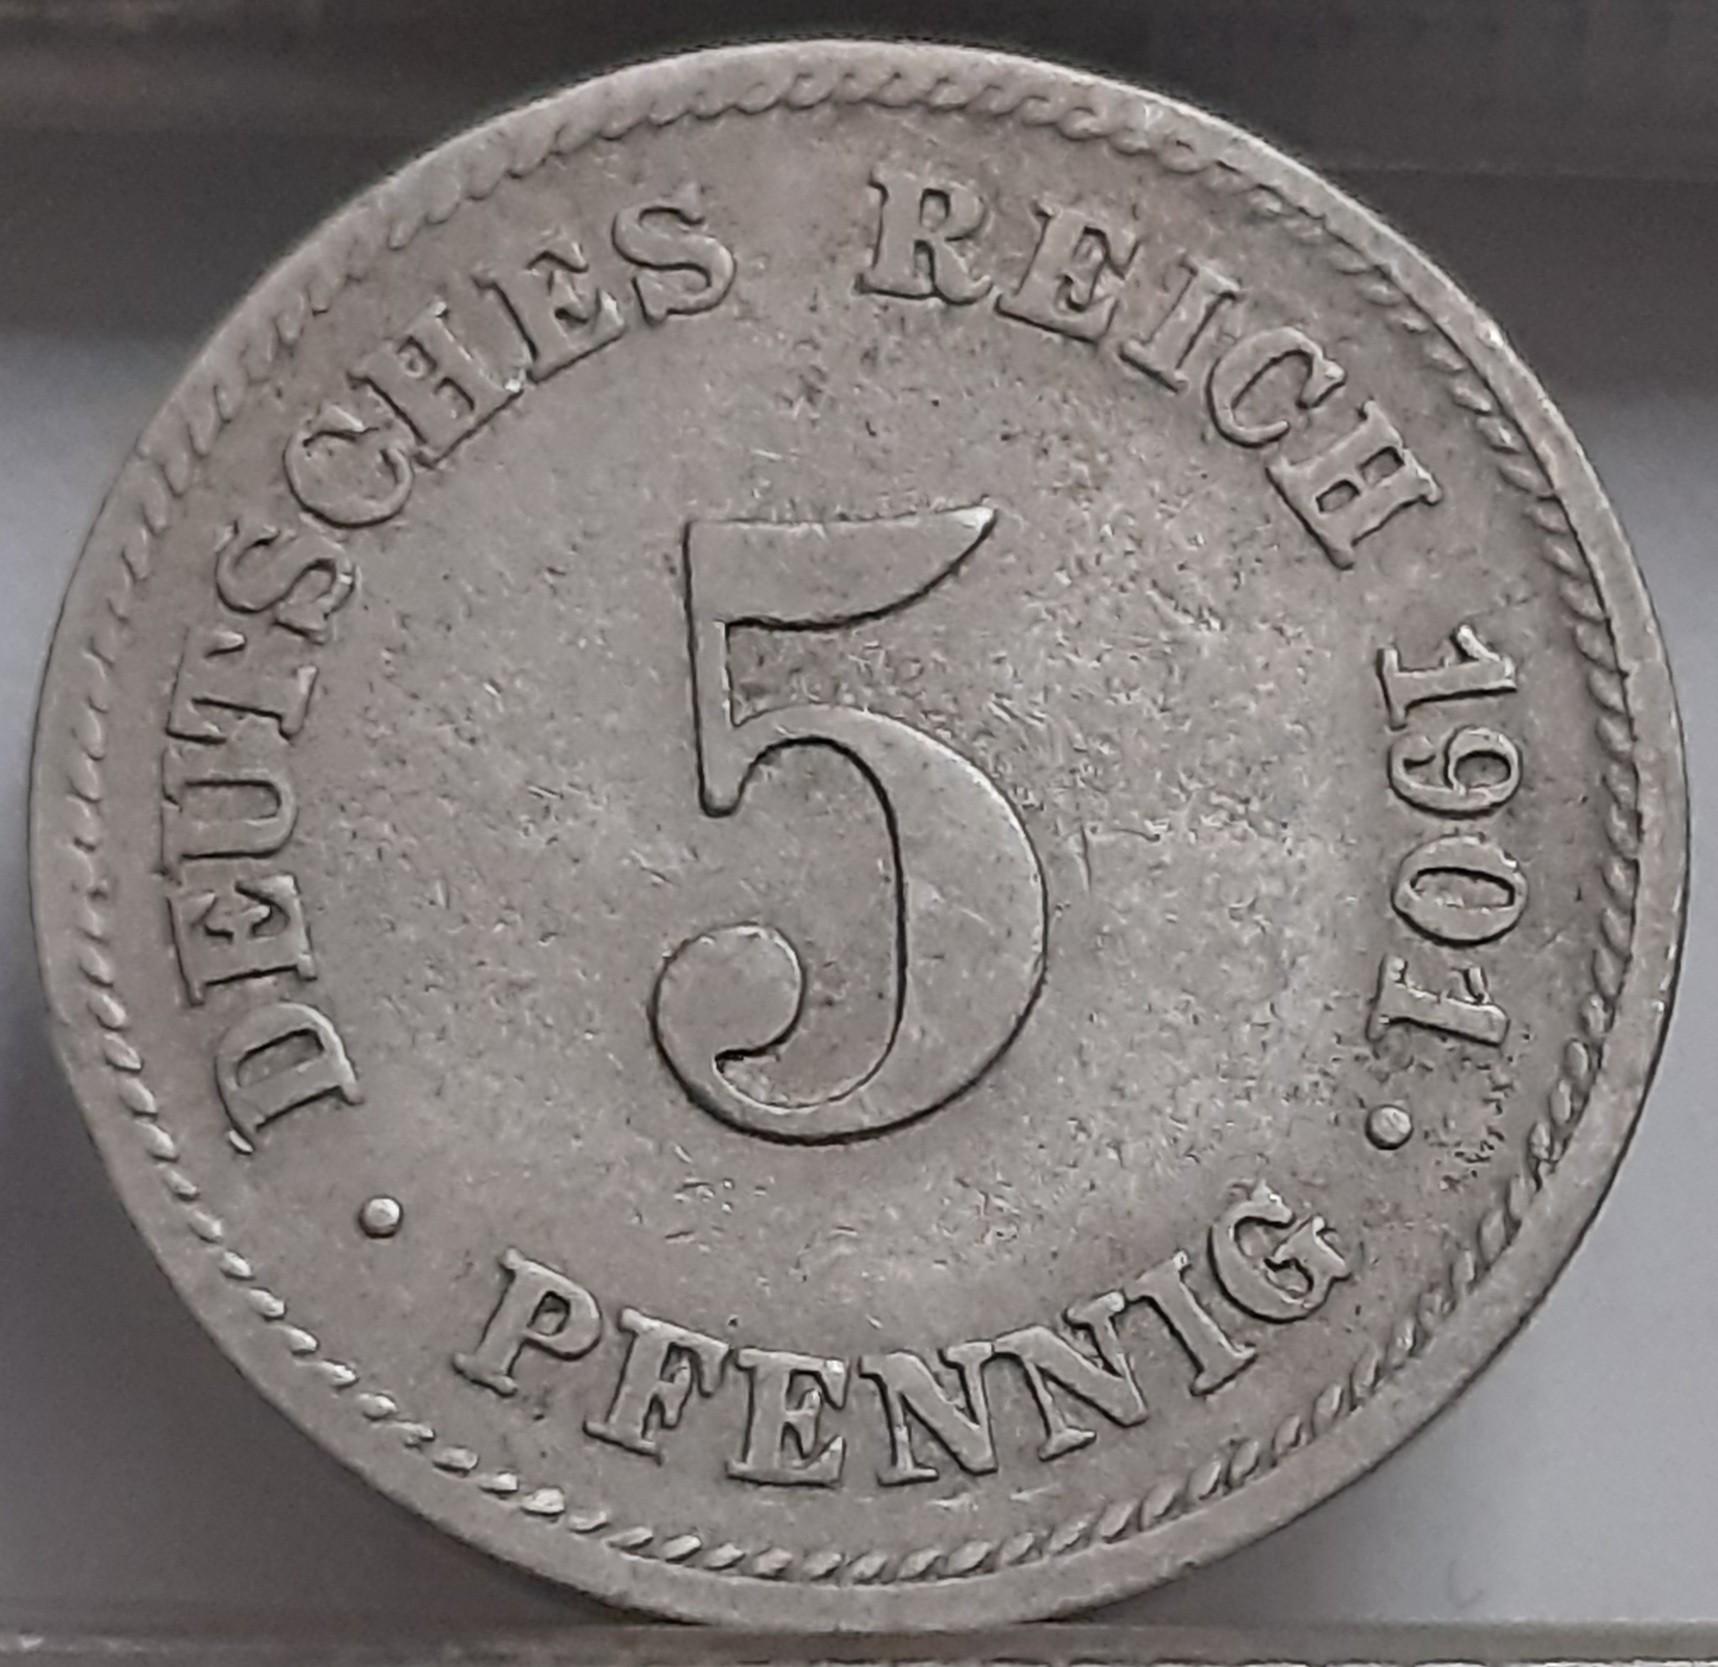 DEUTSCHES REICH 1901.
5
. PFENNIG